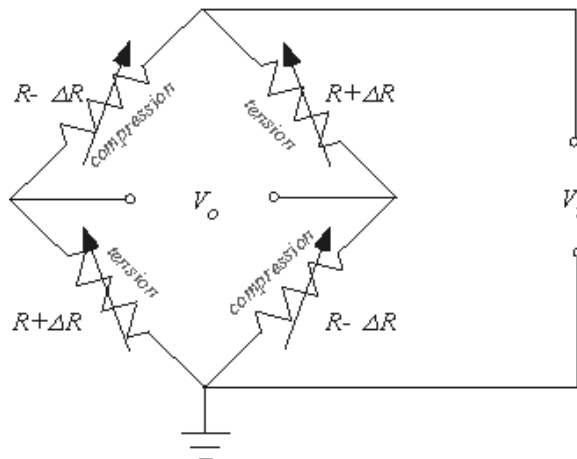 R- ΔR
compression
tension
R+ΔR
Vo
V
R+ΔR
tension
compression
R- ΔR